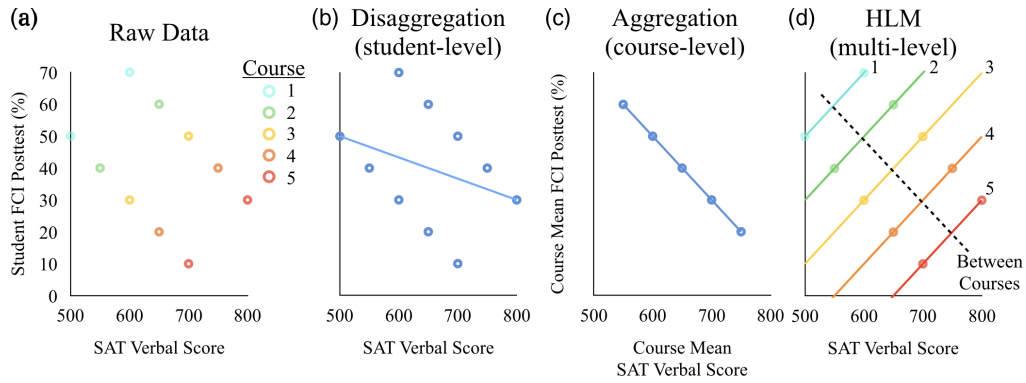 (a)
Raw Data
Student FCI Posttest (%)
70
60
50
40
30
20
10
0
500
600
700
800
SAT Verbal Score
Course
1
2
3
4
5
(b)
Disaggregation
(student-level)
500
600
700
800
SAT Verbal Score
(c)
Aggregation
(course-level)
Course Mean FCI Posttest (%)
500
600
700
800
Course Mean
SAT Verbal Score
(d)
HLM
(multi-level)
1
2
3
4
5
Between
Courses
500
600
700
800
SAT Verbal Score